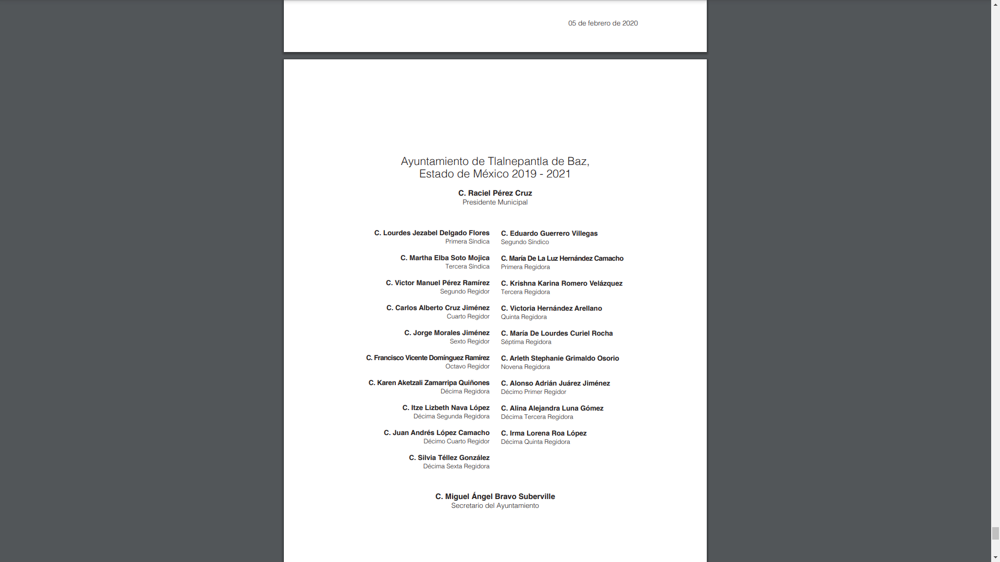 05 de febrero de 2020
Ayuntamiento de Tlalnepantla de Baz,
Estado de México 2019 - 2021
C. Raciel Pérez Cruz
Presidente Municipal
C. Lourdes Jezabel Delgado Flores
Primera Síndica
C. Eduardo Guerrero Villegas
Segundo Síndico
C. Martha Elba Soto Mojica
Tercera Síndica
C. María De La Luz Hernández Camacho
Primera Regidora
C. Victor Manuel Pérez Ramírez
Segundo Regidor
C. Krishna Karina Romero Velázquez
Tercera Regidora
C. Carlos Alberto Cruz Jiménez
Cuarto Regidor
C. Victoria Hernández Arellano
Quinta Regidora
C. Jorge Morales Jiménez
Sexto Regidor
C. María De Lourdes Curiel Rocha
Séptima Regidora
C. Francisco Vicente Domínguez Ramírez
Octavo Regidor
C. Arleth Stephanie Grimaldo Osorio
Novena Regidora
C. Karen Aketzali Zamarripa Quiñones
Décima Regidora
C. Alonso Adrián Juárez Jiménez
Décimo Primer Regidor
C. Itze Lizbeth Nava López
Décima Segunda Regidora
C. Alina Alejandra Luna Gómez
Décima Tercera Regidora
C. Juan Andrés López Camacho
Décimo Cuarto Regidor
C. Irma Lorena Roa López
Décima Quinta Regidora
C. Silvia Téllez González
Décima Sexta Regidora
C. Miguel Ángel Bravo Suberville
Secretario del Ayuntamiento